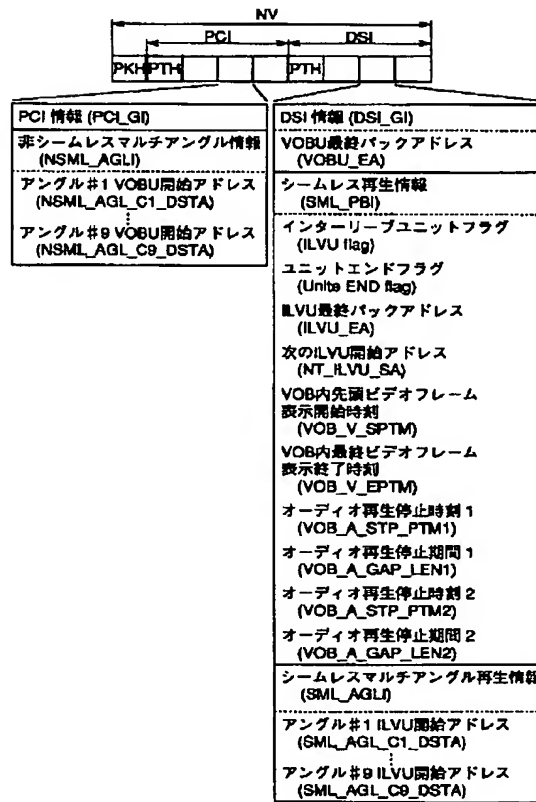 NV
PCI
DSI
PKH PTH PTH
PCI 情報 (PCI_GI)
非シームレスマルチアングル情報
(NSML_AGLI)
アングル#1 VOBU開始アドレス
(NSML_AGL_C1_DSTA)
アングル#9 VOBU開始アドレス
(NSML_AGL_C9_DSTA)
DSI 情報 (DSI_GI)
VOBU最終パックアドレス
(VOBU_EA)
シームレス再生情報
(SML_PBI)
インターリーブユニットフラグ
(ILVU flag)
ユニットエンドフラグ
(Unite END flag)
ILVU最終パックアドレス
(ILVU_EA)
次のILVU開始アドレス
(NT_ILVU_SA)
VOB内先頭ビデオフレーム
表示開始時刻
(VOB_V_SPTM)
VOB内最終ビデオフレーム
表示終了時刻
(VOB_V_EPTM)
オーディオ再生停止時刻 1
(VOB_A_STP_PTM1)
オーディオ再生停止期間 1
(VOB_A_GAP_LEN1)
オーディオ再生停止時刻 2
(VOB_A_STP_PTM2)
オーディオ再生停止期間 2
(VOB_A_GAP_LEN2)
シームレスマルチアングル再生情報
(SML_AGLI)
アングル#1 ILVU開始アドレス
(SML_AGL_C1_DSTA)
アングル#9 ILVU開始アドレス
(SML_AGL_C9_DSTA)